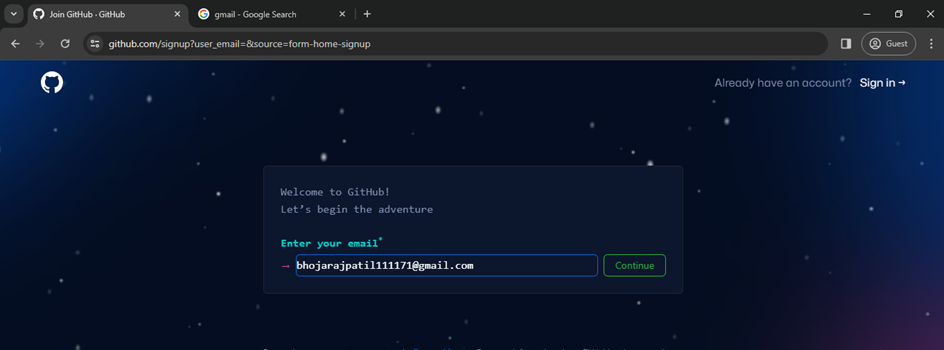 Join GitHub · GitHub
gmail - Google Search
github.com/signup?user_email=&source=form-home-signup
Guest
Already have an account? Sign in →
Welcome to GitHub!
Let's begin the adventure
Enter your email*
→ bhojarajpatil111171@gmail.com Continue